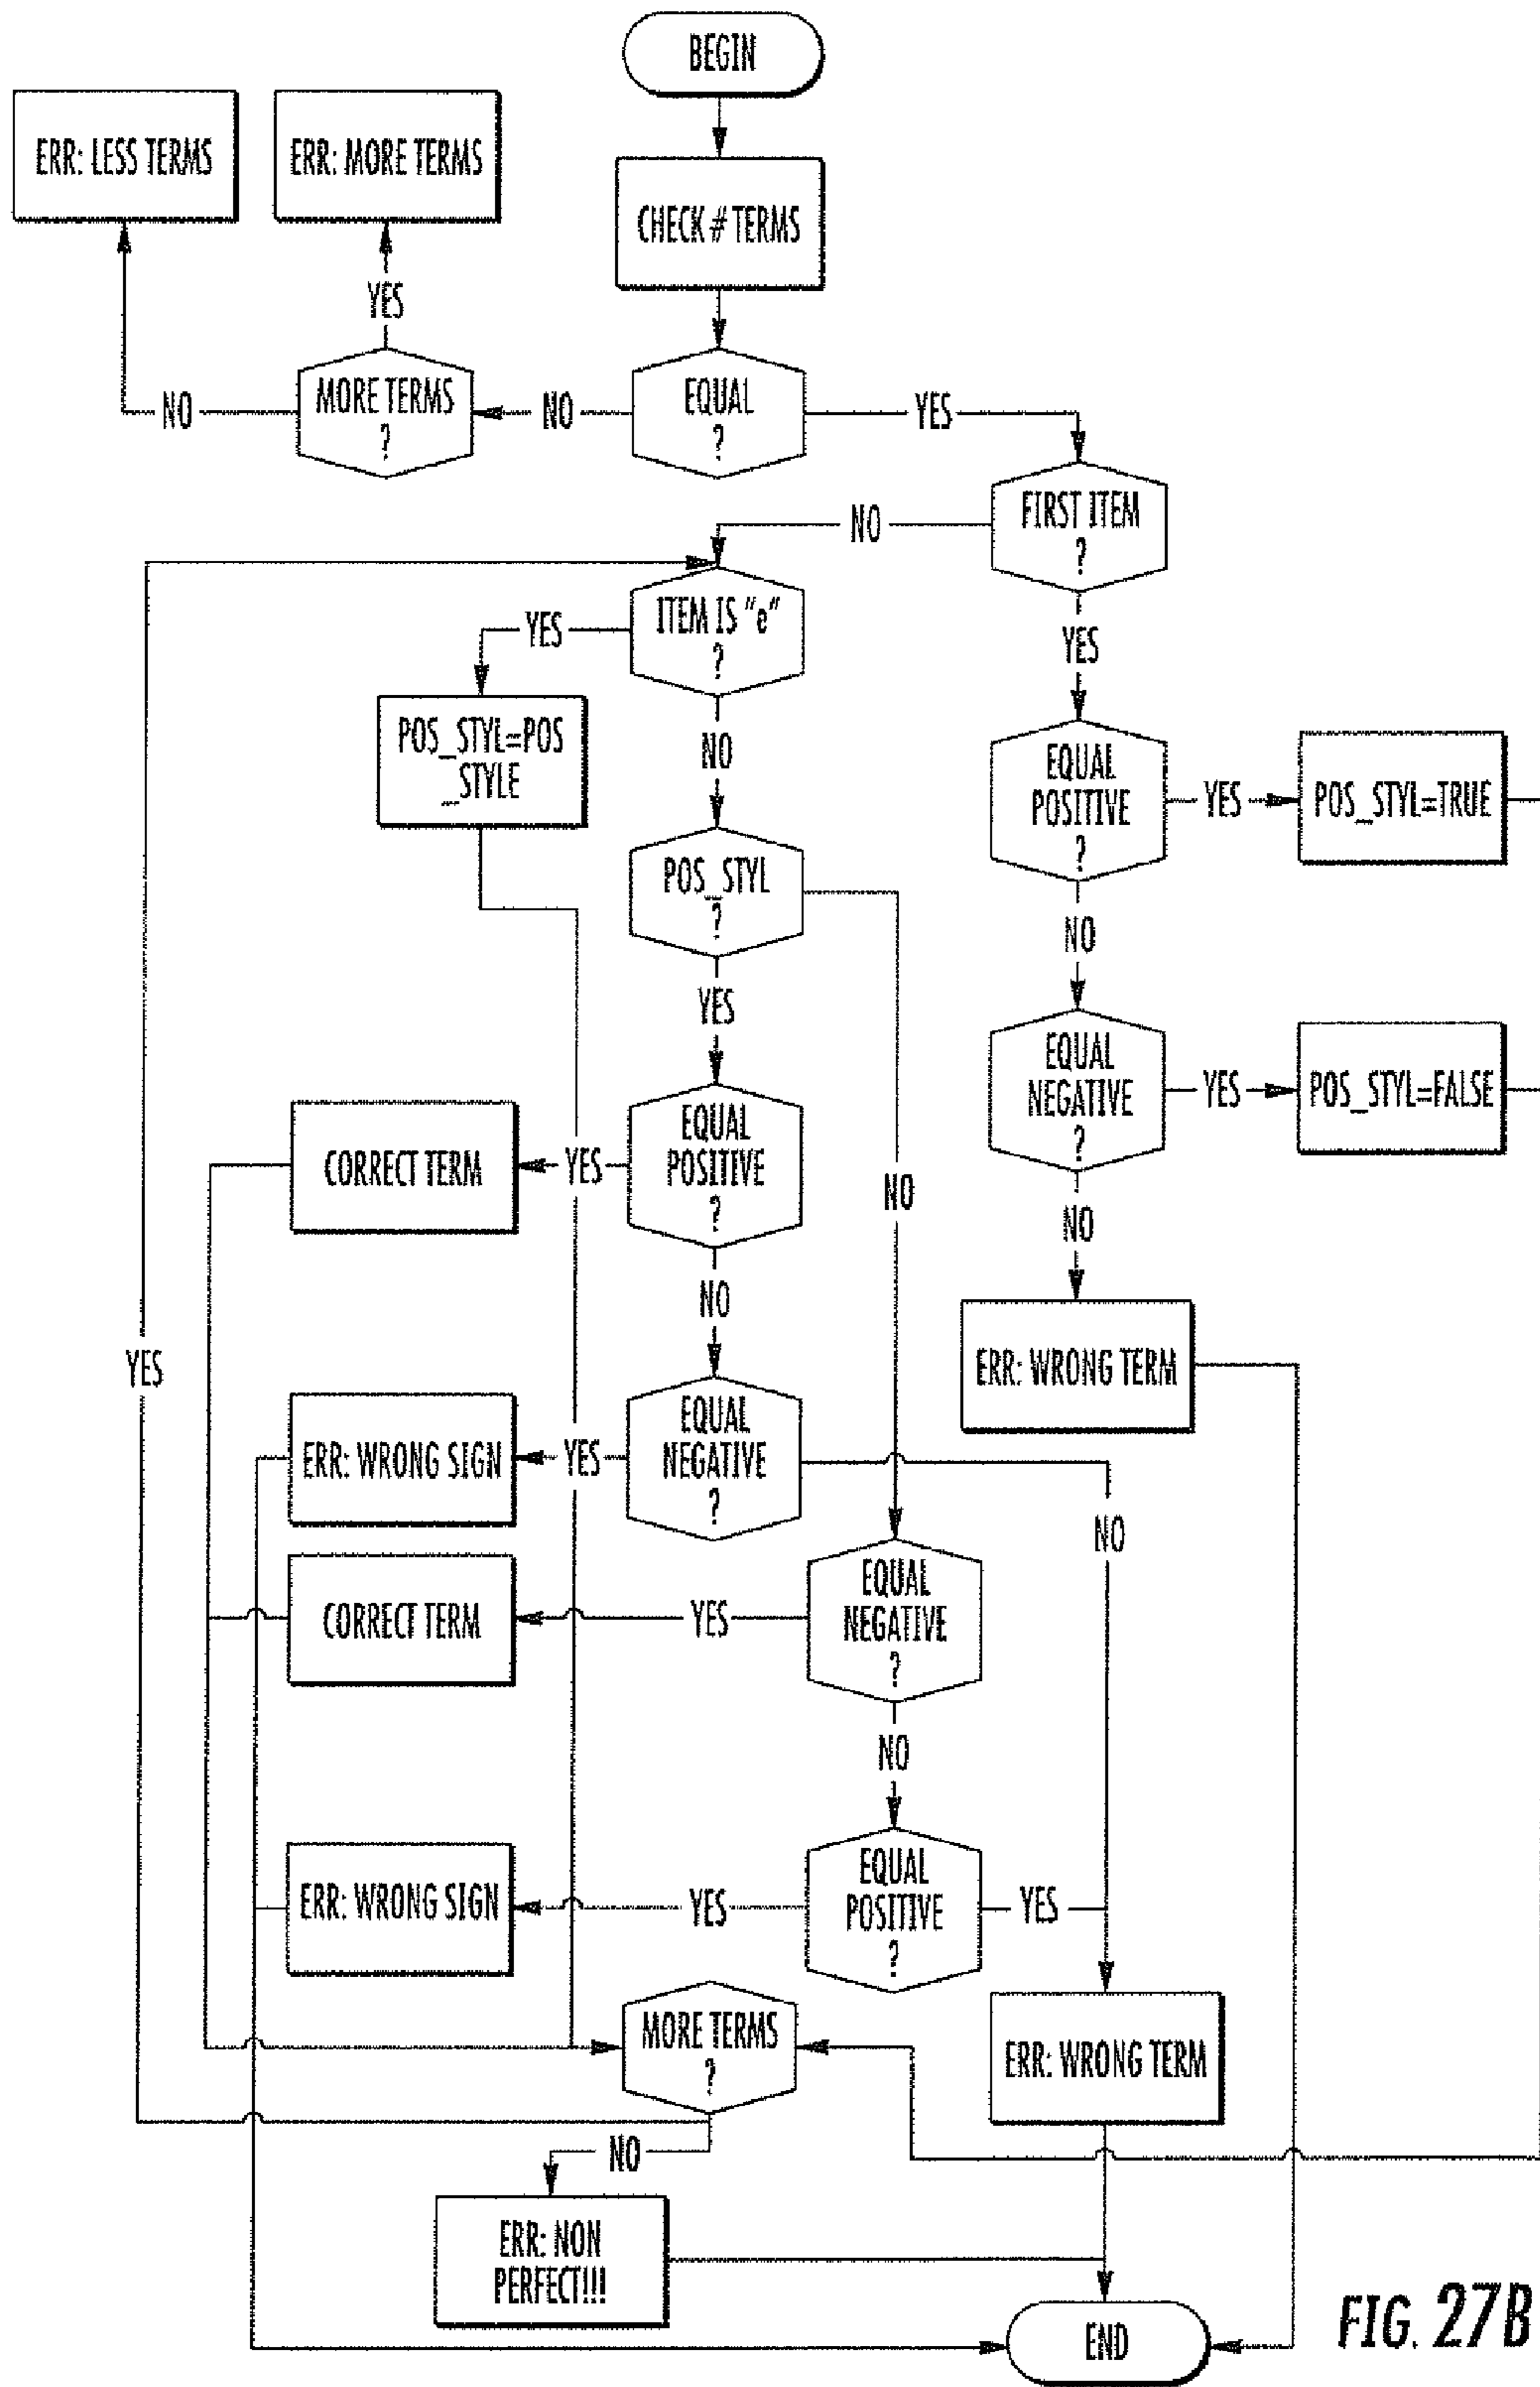 BEGIN
ERR: LESS TERMS
ERR: MORE TERMS
CHECK # TERMS
YES
MORE TERMS
?
NO
NO
EQUAL
?
YES
FIRST ITEM
?
NO
ITEM IS "e"
?
YES
YES
POS_STYL=POS
_STYLE
NO
EQUAL
POSITIVE
?
YES
POS_STYL=TRUE
POS_STYL
?
NO
YES
EQUAL
NEGATIVE
?
YES
POS_STYL=FALSE
CORRECT TERM
YES
EQUAL
POSITIVE
?
NO
NO
NO
YES
ERR: WRONG TERM
ERR: WRONG SIGN
YES
EQUAL
NEGATIVE
?
NO
CORRECT TERM
YES
EQUAL
NEGATIVE
?
NO
ERR: WRONG SIGN
YES
EQUAL
POSITIVE
?
YES
MORE TERMS
?
ERR: WRONG TERM
NO
ERR: NON
PERFECT!!!
END
FIG. 27B